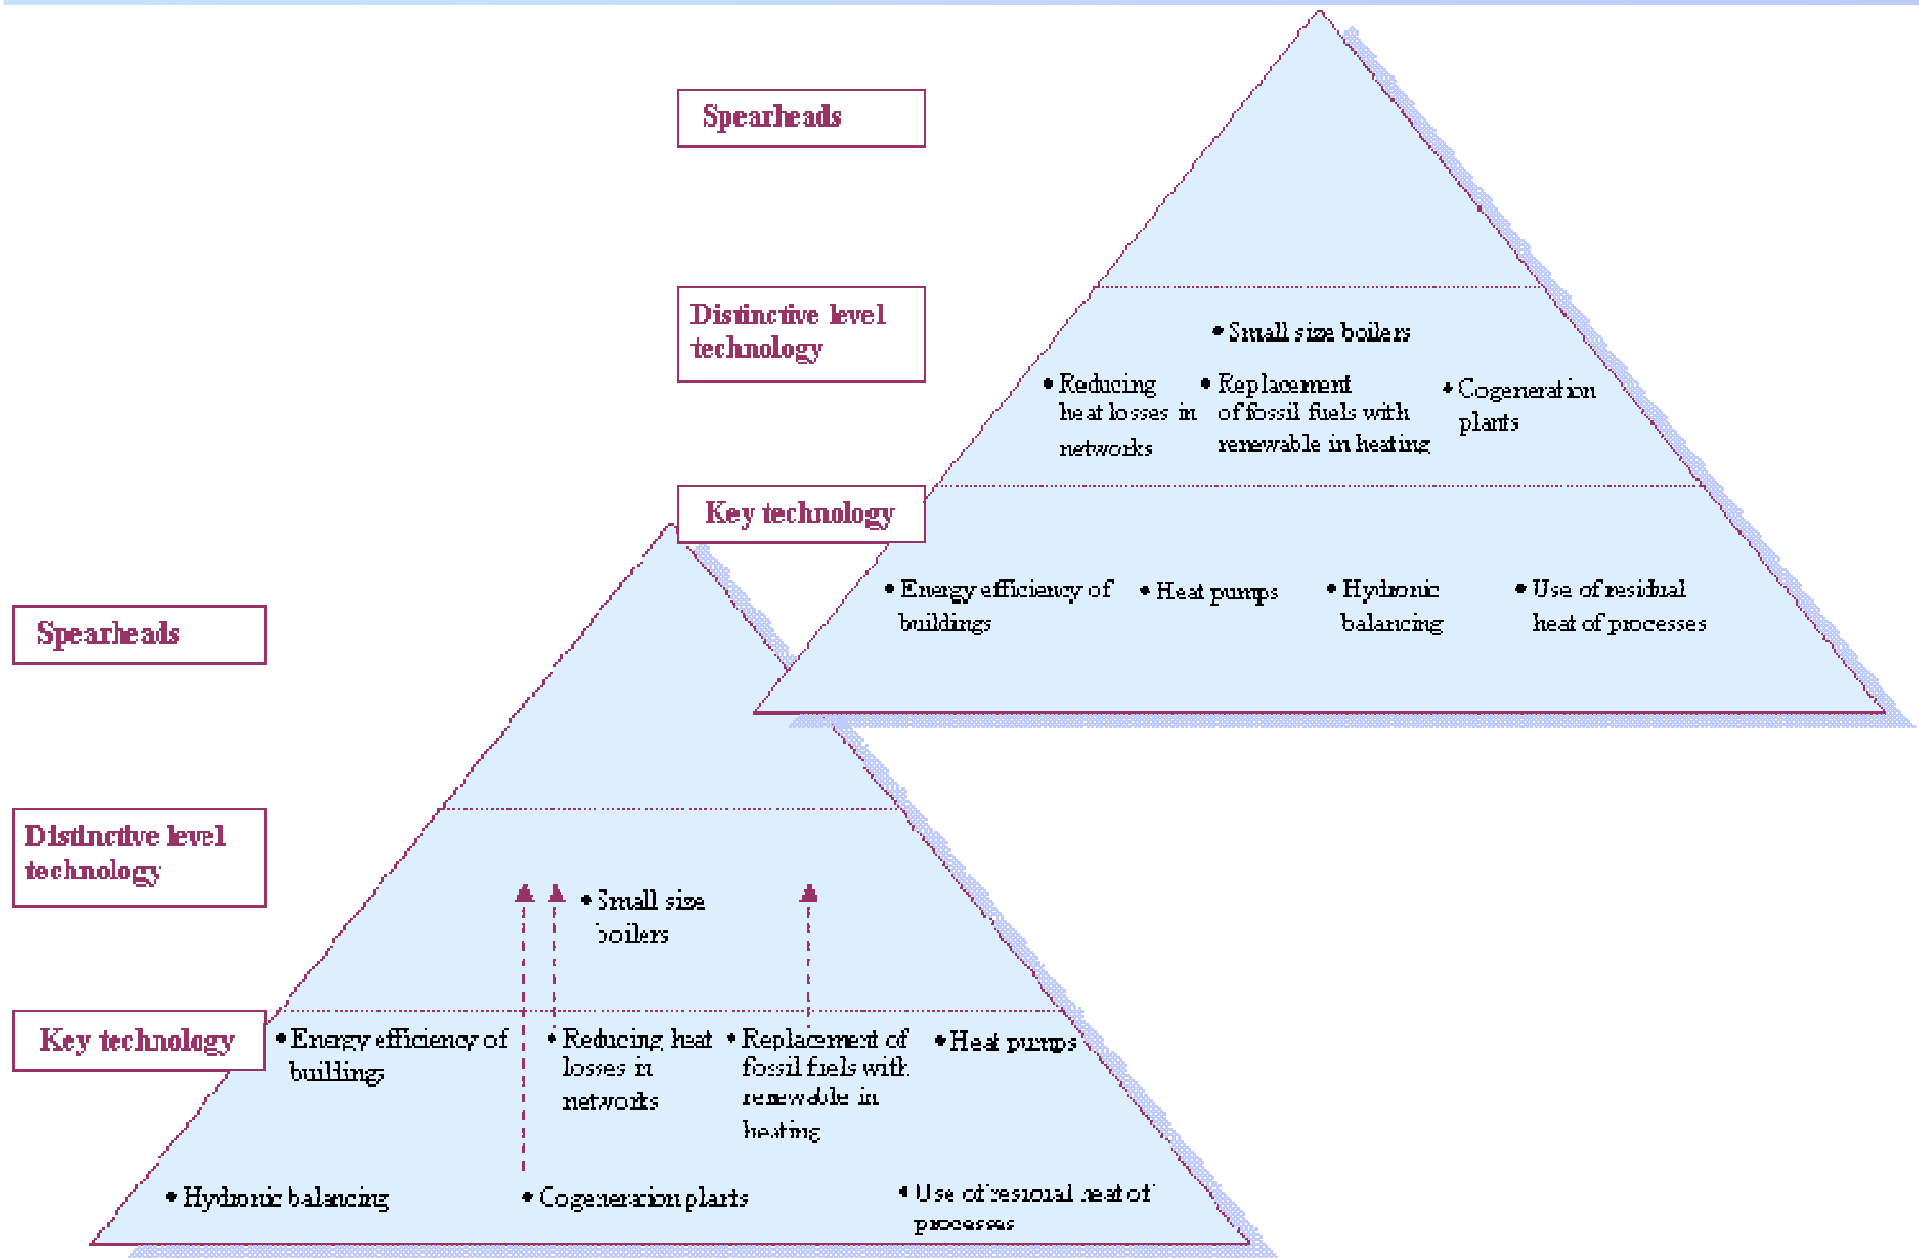 Spearheads
Distinctive level
technology
• Small size boilers
• Reducing
heat losses in
networks
• Replacement
of fossil fuels with
renewable in heating
• Cogeneration
plants
Key technology
• Energy efficiency of
buildings
• Heat pumps
• Hydronic
balancing
• Use of residual
heat of processes
Spearheads
Distinctive level
technology
• Small size
boilers
Key technology
• Energy efficiency of
buildings
• Reducing heat
losses in
networks
• Replacement of
fossil fuels with
renewable in
heating
• Heat pumps
• Hydronic balancing
• Cogeneration plants
• Use of residual heat of
processes